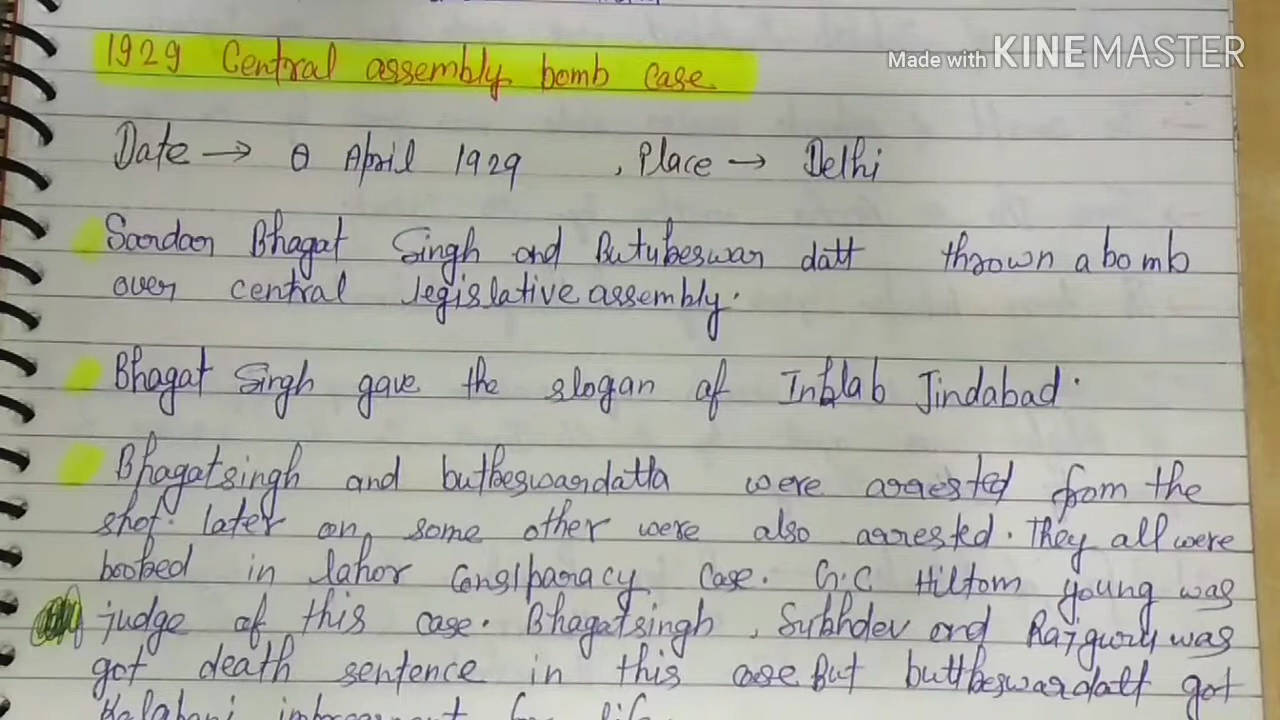 Made with KINEMASTER
1929 Central assembly bomb case
Date → 8 April 1929 , Place → Delhi
Sardar Bhagat Singh and Butukeswar datt thrown a bomb
over central legislative assembly.
Bhagat Singh gave the slogan of Inklab Jindabad.
Bhagatsingh and butkeswardatta were arrested from the
shot. later on, some other were also arrested. They all were
booked in lahor Conslparacy Case. G.C Hiltom young was
judge of this case. Bhagatsingh, Sukhdev and Rajguru was
got death sentence in this case But buttkeswardatt got